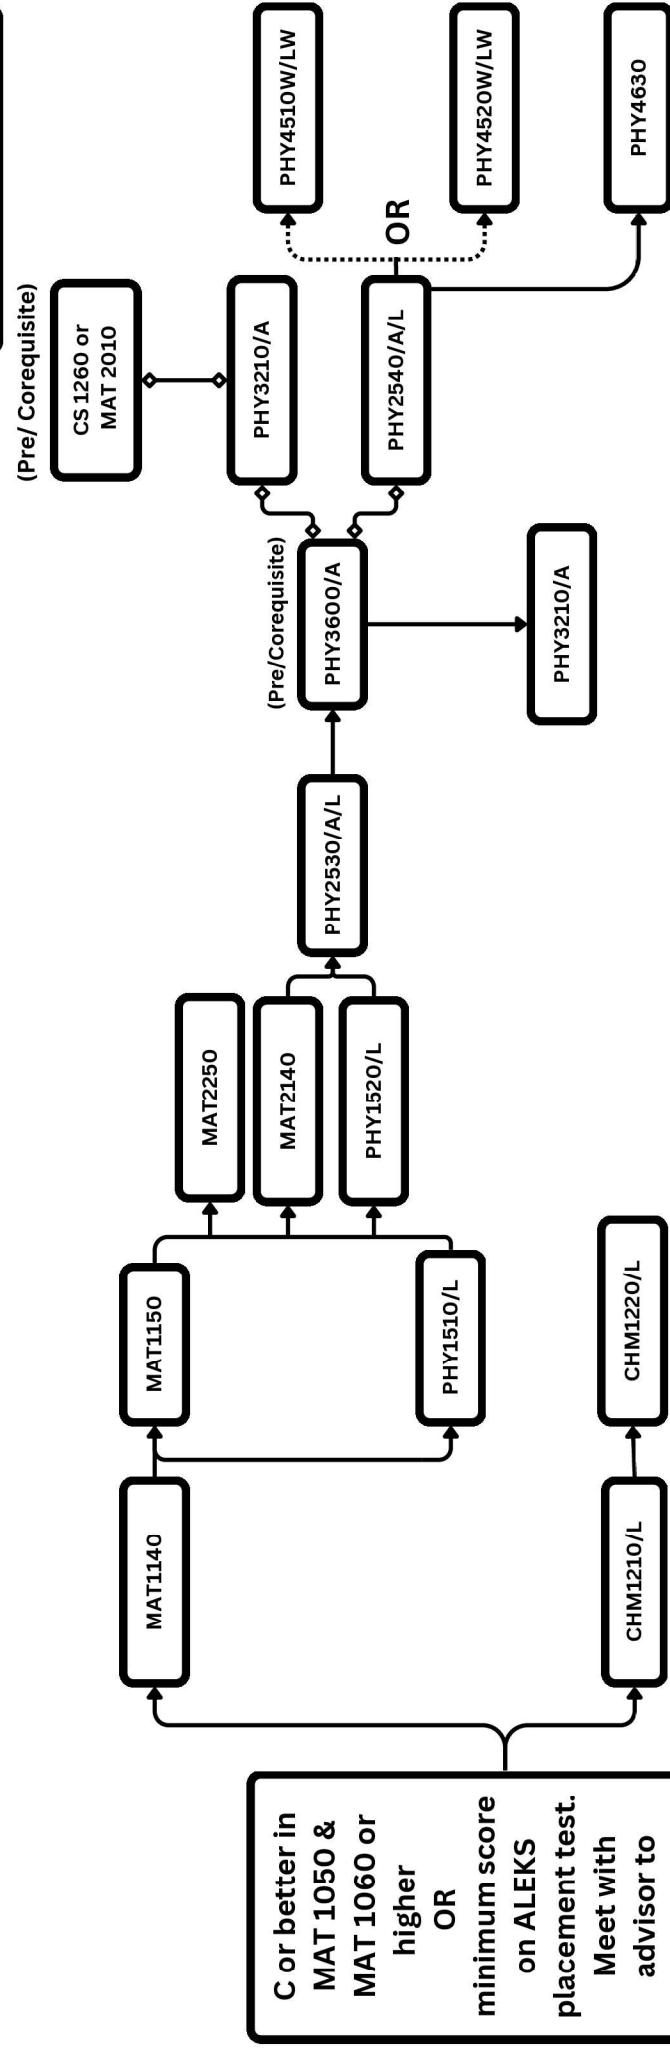 C or better in
MAT 1050 &
MAT 1060 or
higher
OR
minimum score
on ALEKS
placement test.
Meet with
advisor to
MAT1140
CHM1210/L
MAT1150
PHY1510/L
CHM1220/L
MAT2250
MAT2140
PHY1520/L
PHY2530/A/L
(Pre/Corequisite)
PHY3600/A
PHY3210/A
(Pre/ Corequisite)
CS 1260 or
MAT 2010
PHY3210/A
PHY2540/A/L
OR
PHY4510W/LW
PHY4520W/LW
PHY4630